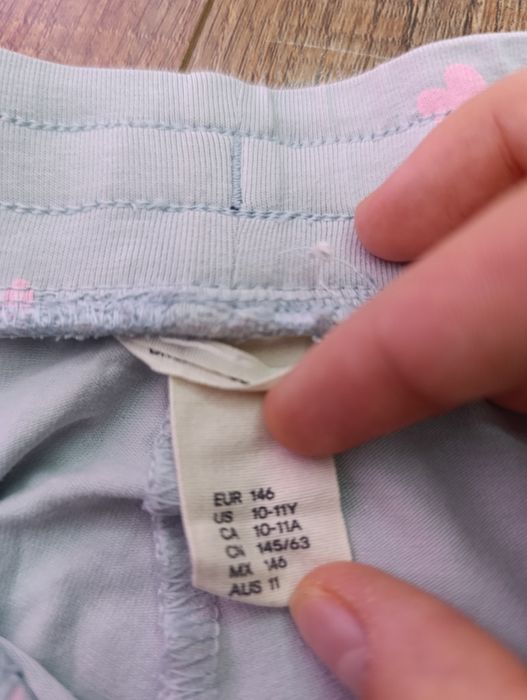 EUR 146
US 10-11Y
CA 10-11A
CN 145/63
MX 146
AUS 11